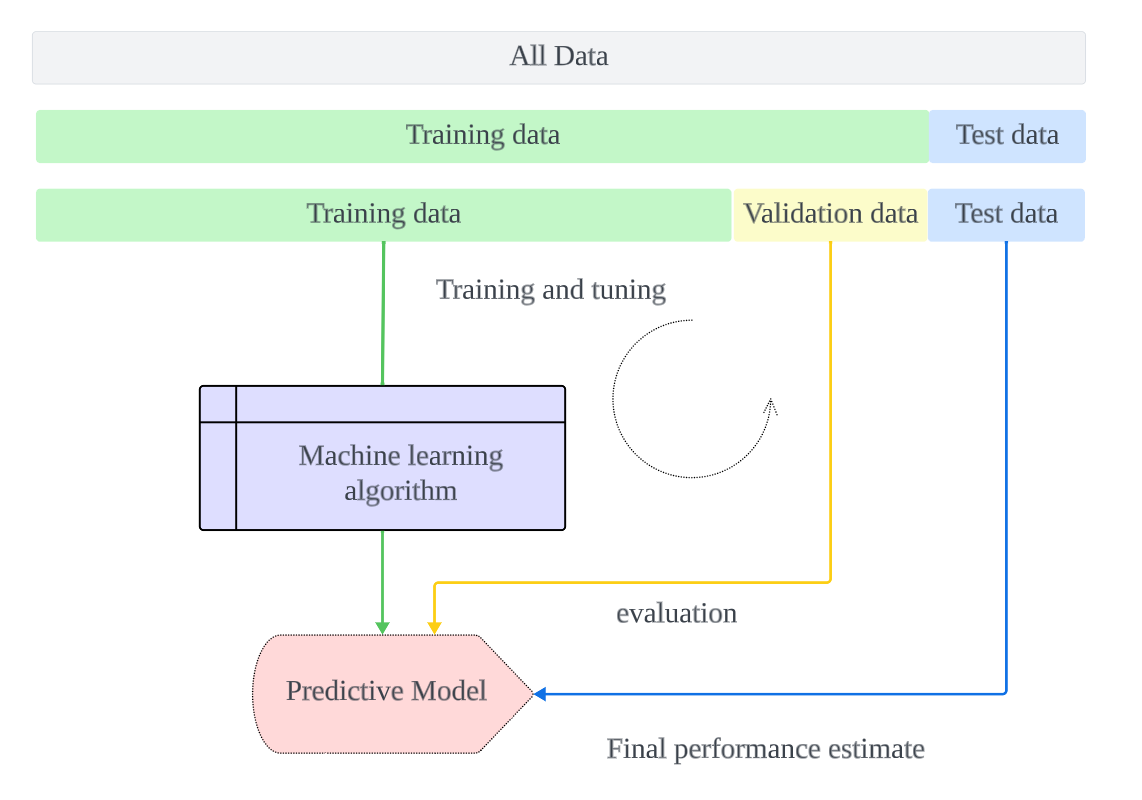 All Data
Training data
Test data
Training data
Validation data
Test data
Training and tuning
Machine learning
algorithm
evaluation
Predictive Model
Final performance estimate